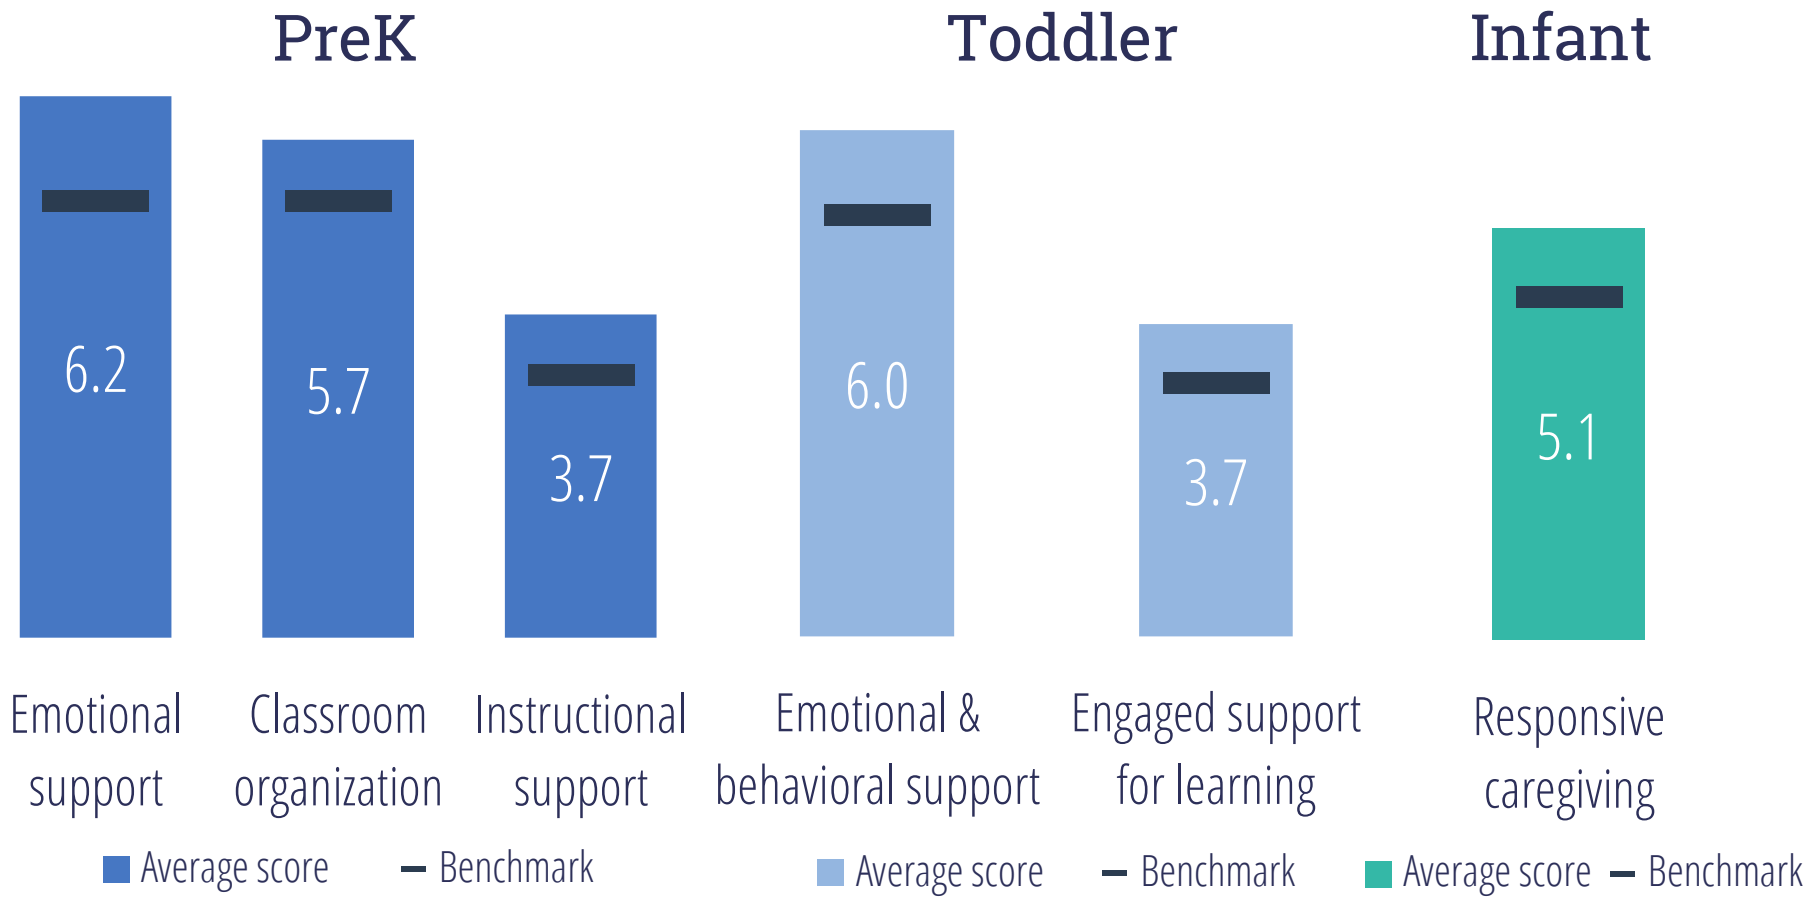 PreK
Toddler
Infant
6.2
5.7
3.7
6.0
3.7
5.1
Emotional
support
Classroom
organization
Instructional
support
Emotional &
behavioral support
Engaged support
for learning
Responsive
caregiving
Average score
Benchmark
Average score
Benchmark
Average score
Benchmark